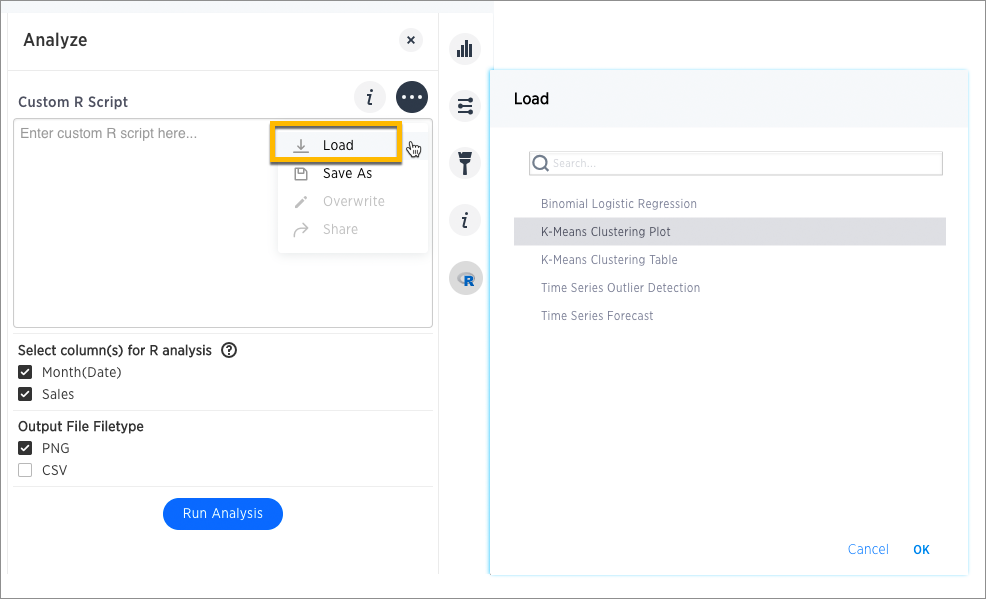 Analyze
Custom R Script
i
Enter custom R script here...
Load
Save As
Overwrite
Share
Select column(s) for R analysis ?
Month(Date)
Sales
Output File Filetype
PNG
CSV
Run Analysis
i
R
Load
Search...
Binomial Logistic Regression
K-Means Clustering Plot
K-Means Clustering Table
Time Series Outlier Detection
Time Series Forecast
Cancel OK